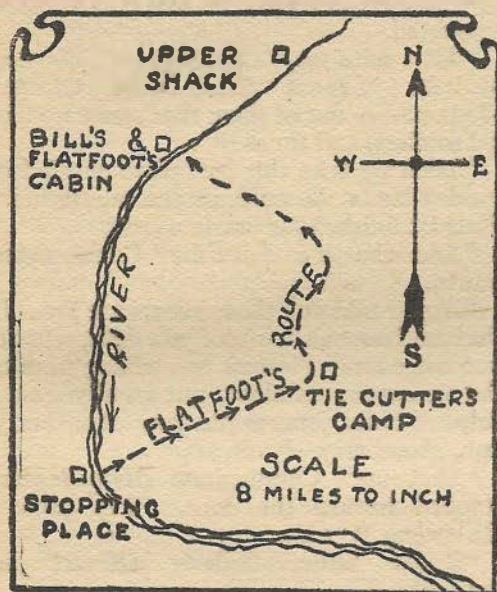 UPPER
SHACK
N
BILL'S &
FLATFOOT'S
CABIN
W
E
RIVER
ROUTE
S
FLATFOOT'S
TIE CUTTERS
CAMP
SCALE
8 MILES TO INCH
STOPPING
PLACE